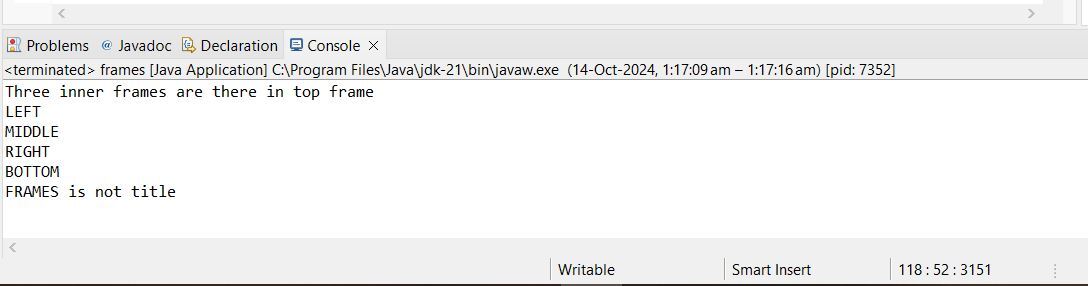 Problems @ Javadoc Declaration Console
<terminated> frames [Java Application] C:\Program Files\Java\jdk-21\bin\javaw.exe (14-Oct-2024, 1:17:09 am – 1:17:16 am) [pid: 7352]
Three inner frames are there in top frame
LEFT
MIDDLE
RIGHT
BOTTOM
FRAMES is not title
Writable Smart Insert 118 : 52 : 3151